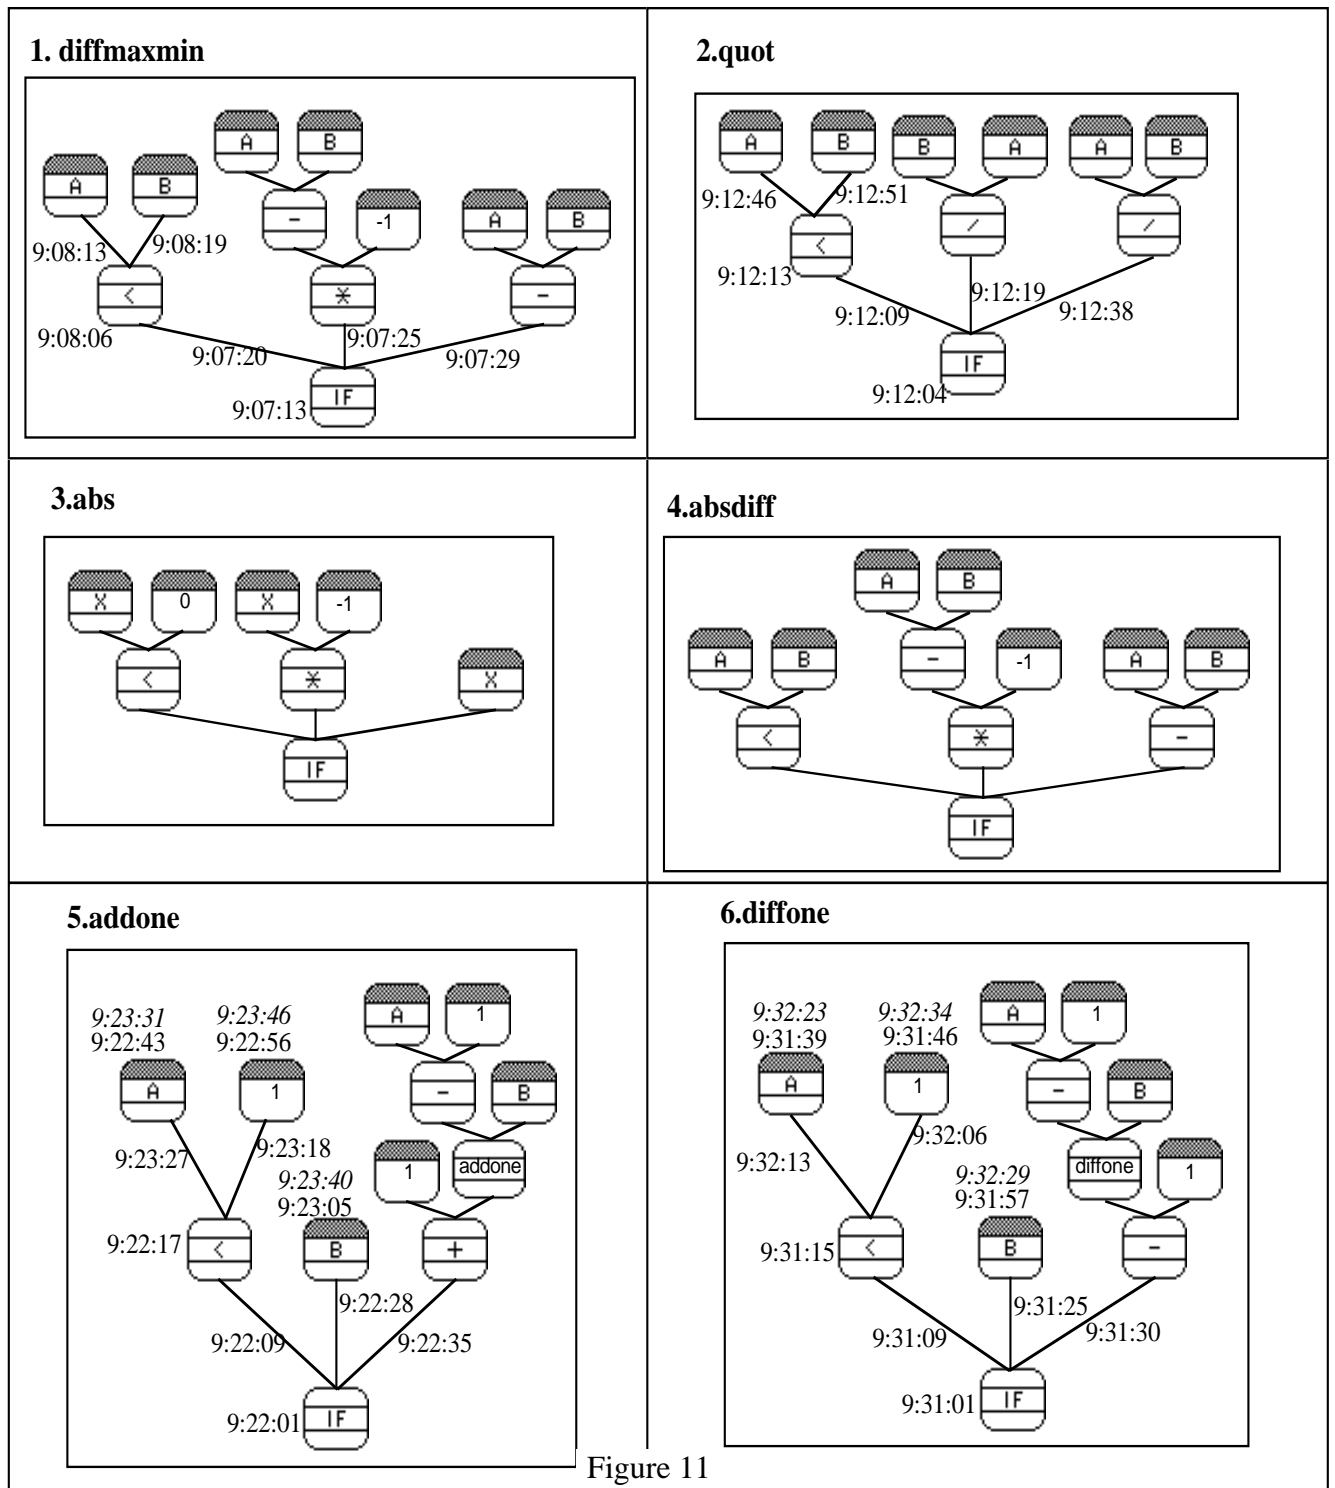 1. diffmaxmin
A B
A B
- -1 A B
9:08:13 9:08:19
< * -
9:08:06 9:07:20 9:07:25 9:07:29
IF
9:07:13
2.quot
A B B A A B
9:12:46 9:12:51
< / /
9:12:13 9:12:09 9:12:19 9:12:38
IF
9:12:04
3.abs
X 0 X -1
< * X
IF
4.absdiff
A B
A B - -1 A B
< * -
IF
5.addone
A 1
9:23:31 9:23:46
9:22:43 9:22:56
A 1 - B
9:23:27 9:23:18
1 addone
9:23:40
9:23:05
9:22:17 < B +
9:22:28
9:22:09 9:22:35
IF
9:22:01
6.diffone
A 1
9:32:23 9:32:34
9:31:39 9:31:46
A 1 - B
9:32:13 9:32:06
diffone 1
9:32:29
9:31:57
9:31:15 < B -
9:31:25
9:31:09 9:31:30
IF
9:31:01
Figure 11